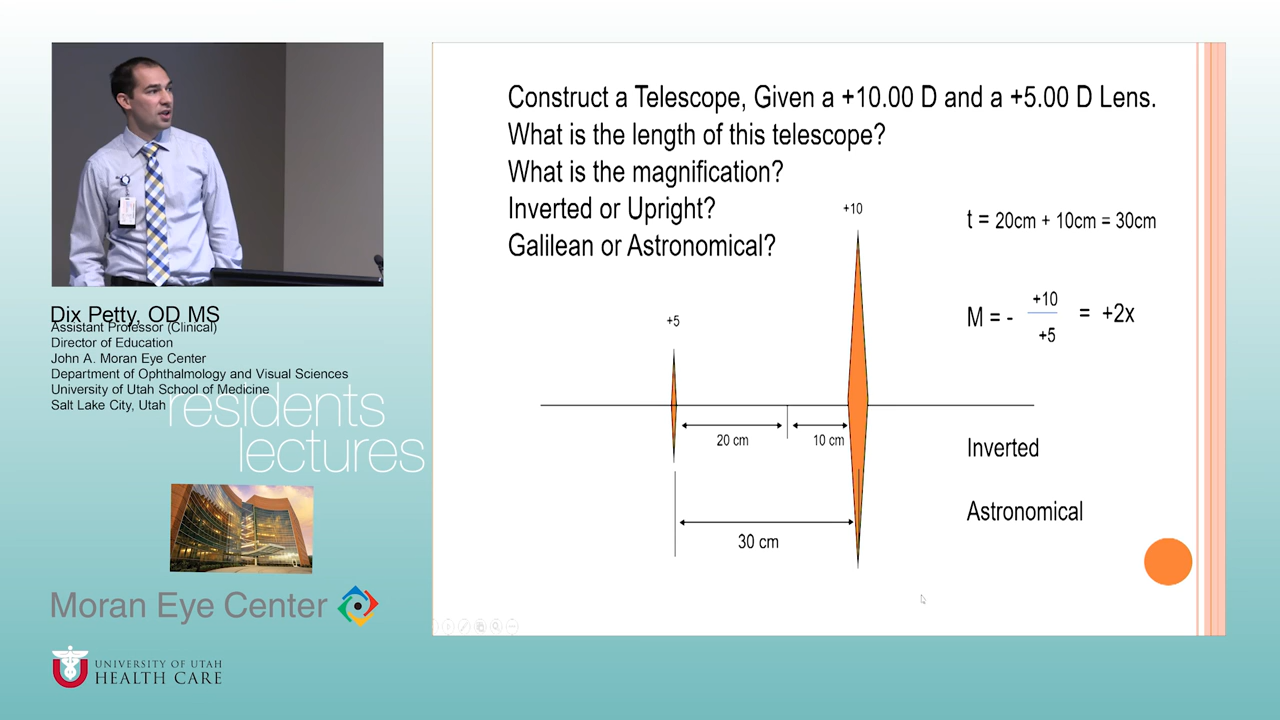 Construct a Telescope, Given a +10.00 D and a +5.00 D Lens.
What is the length of this telescope?
What is the magnification?
Inverted or Upright?
Galilean or Astronomical?
+10
+5
20 cm
10 cm
30 cm
t = 20cm + 10cm = 30cm
M = - +10 / +5 = +2x
Inverted
Astronomical
Dix Petty, OD MS
Assistant Professor (Clinical)
Director of Education
John A. Moran Eye Center
Department of Ophthalmology and Visual Sciences
University of Utah School of Medicine
Salt Lake City, Utah
residents
lectures
Moran Eye Center
UNIVERSITY OF UTAH
HEALTH CARE